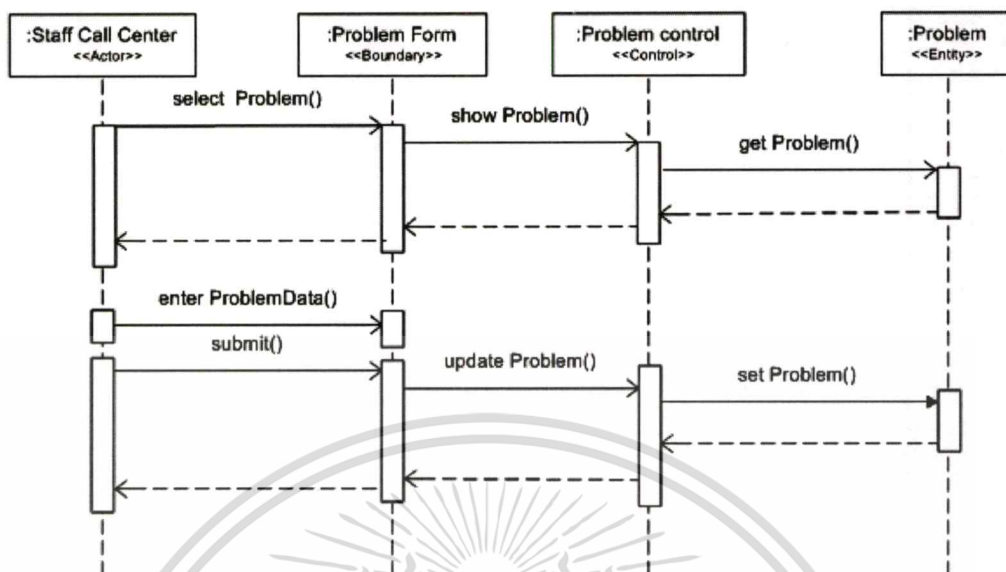 :Staff Call Center
<<Actor>>
:Problem Form
<<Boundary>>
:Problem control
<<Control>>
:Problem
<<Entity>>
select Problem()
show Problem()
get Problem()
enter ProblemData()
submit()
update Problem()
set Problem()